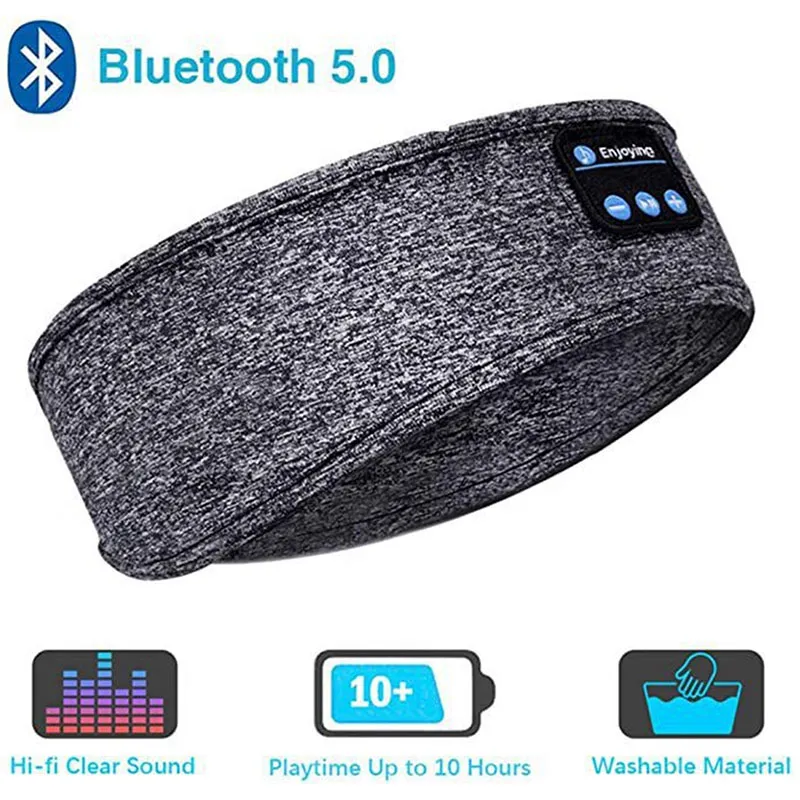 Bluetooth 5.0
Enjoying
10+
Hi-fi Clear Sound
Playtime Up to 10 Hours
Washable Material